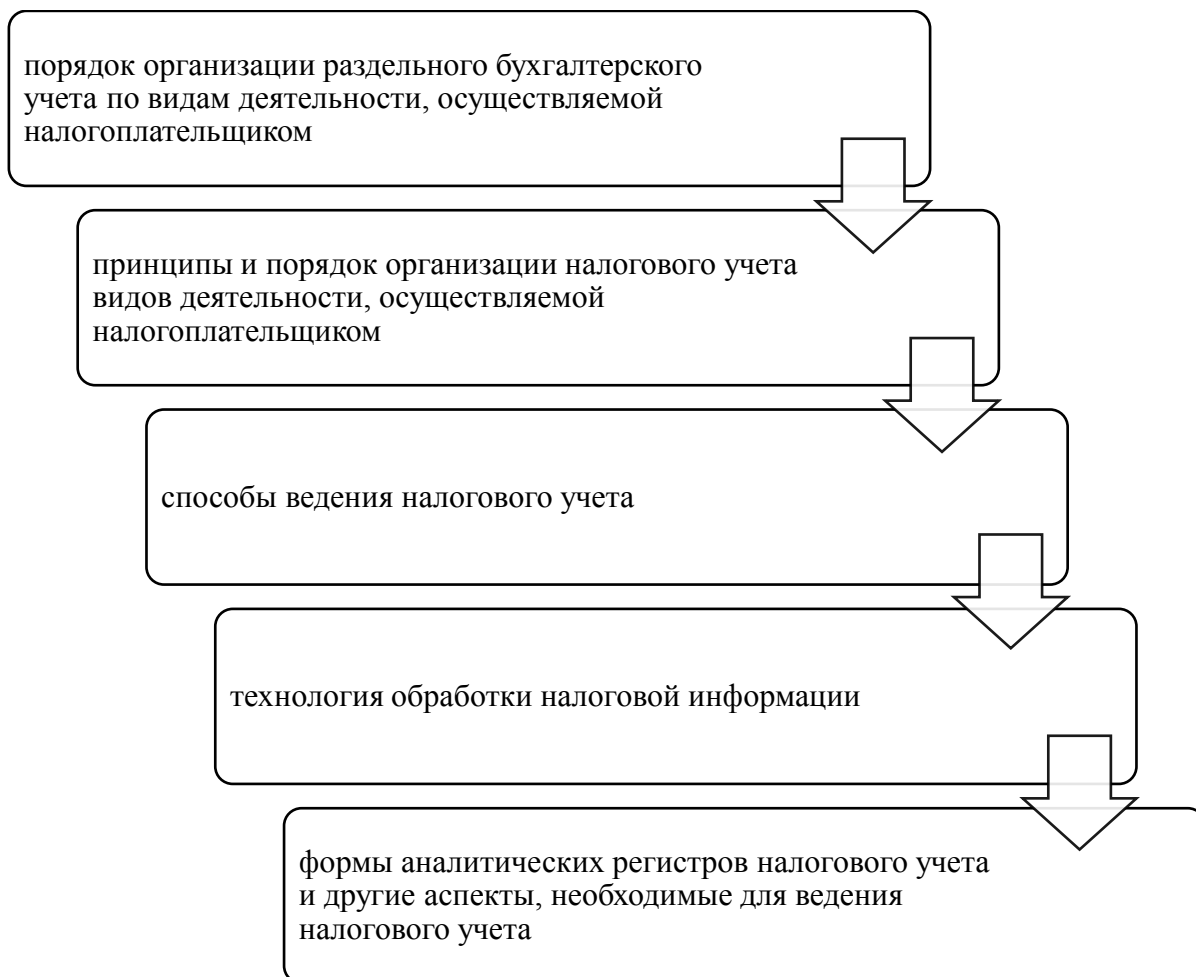 порядок организации раздельного бухгалтерского
учета по видам деятельности, осуществляемой
налогоплательщиком
принципы и порядок организации налогового учета
видов деятельности, осуществляемой
налогоплательщиком
способы ведения налогового учета
технология обработки налоговой информации
формы аналитических регистров налогового учета
и другие аспекты, необходимые для ведения
налогового учета